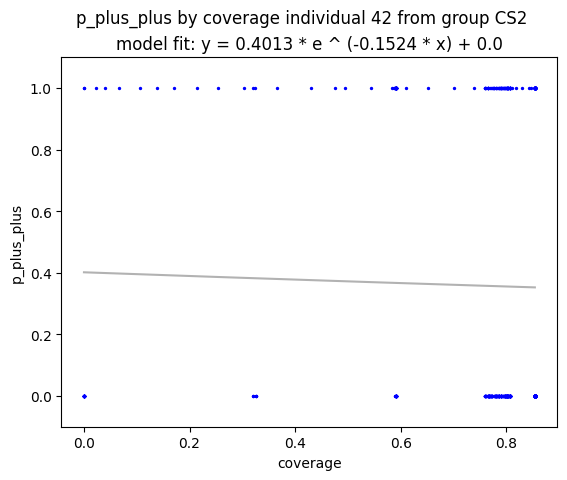 p_plus_plus by coverage individual 42 from group CS2
model fit: y = 0.4013 * e ^ (-0.1524 * x) + 0.0
1.0
0.8
0.6
0.4
0.2
0.0
p_plus_plus
0.0 0.2 0.4 0.6 0.8
coverage